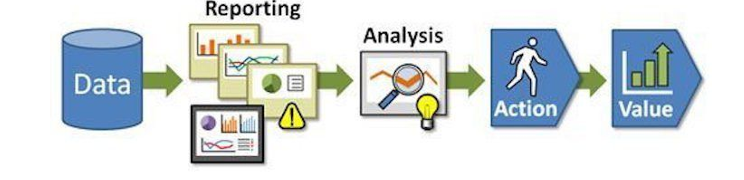 Reporting
Analysis
Data
Action
Value